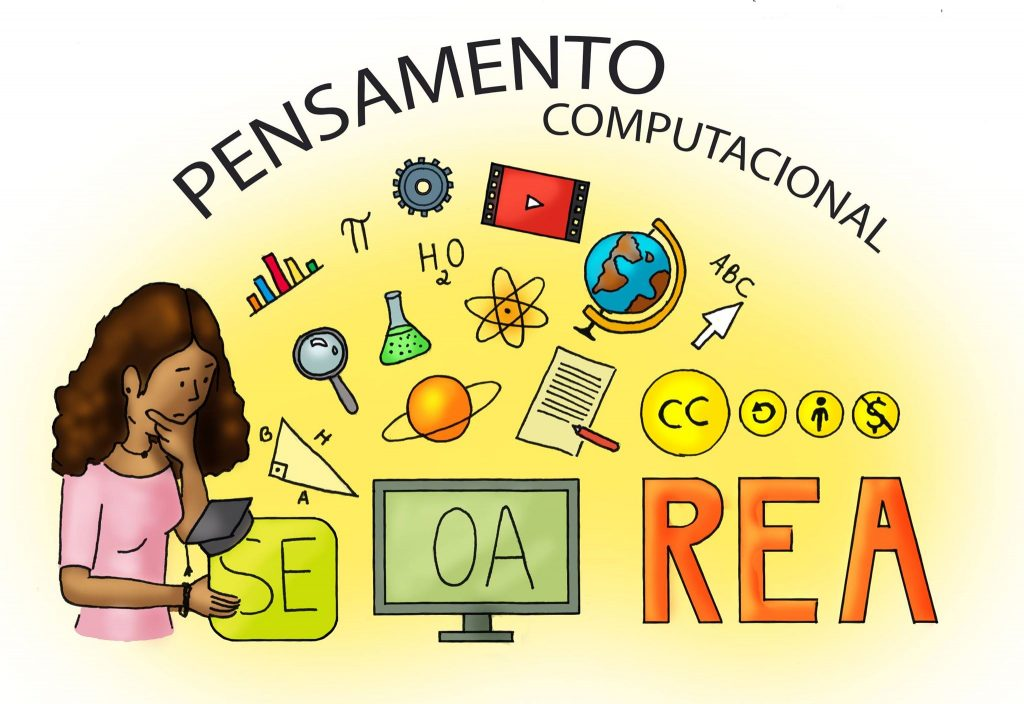 PENSAMENTO
COMPUTACIONAL
π
H2O
ABC
CC
$
B
H
A
SE
OA
REA